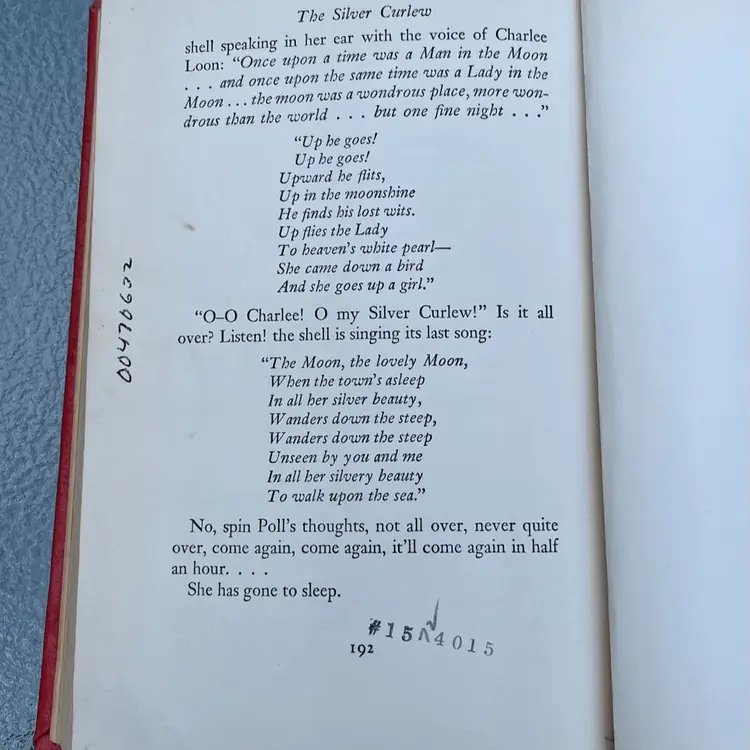 The Silver Curlew
shell speaking in her ear with the voice of Charlee
Loon: “Once upon a time was a Man in the Moon
. . . and once upon the same time was a Lady in the
Moon . . . the moon was a wondrous place, more won-
drous than the world . . . but one fine night . . .”
“Up he goes!
Up he goes!
Upward he flits,
Up in the moonshine
He finds his lost wits.
Up flies the Lady
To heaven’s white pearl—
She came down a bird
And she goes up a girl.”
“O–O Charlee! O my Silver Curlew!” Is it all
over? Listen! the shell is singing its last song:
“The Moon, the lovely Moon,
When the town’s asleep
In all her silver beauty,
Wanders down the steep,
Wanders down the steep
Unseen by you and me
In all her silvery beauty
To walk upon the sea.”
No, spin Poll’s thoughts, not all over, never quite
over, come again, come again, it’ll come again in half
an hour. . . .
She has gone to sleep.
192
00470632